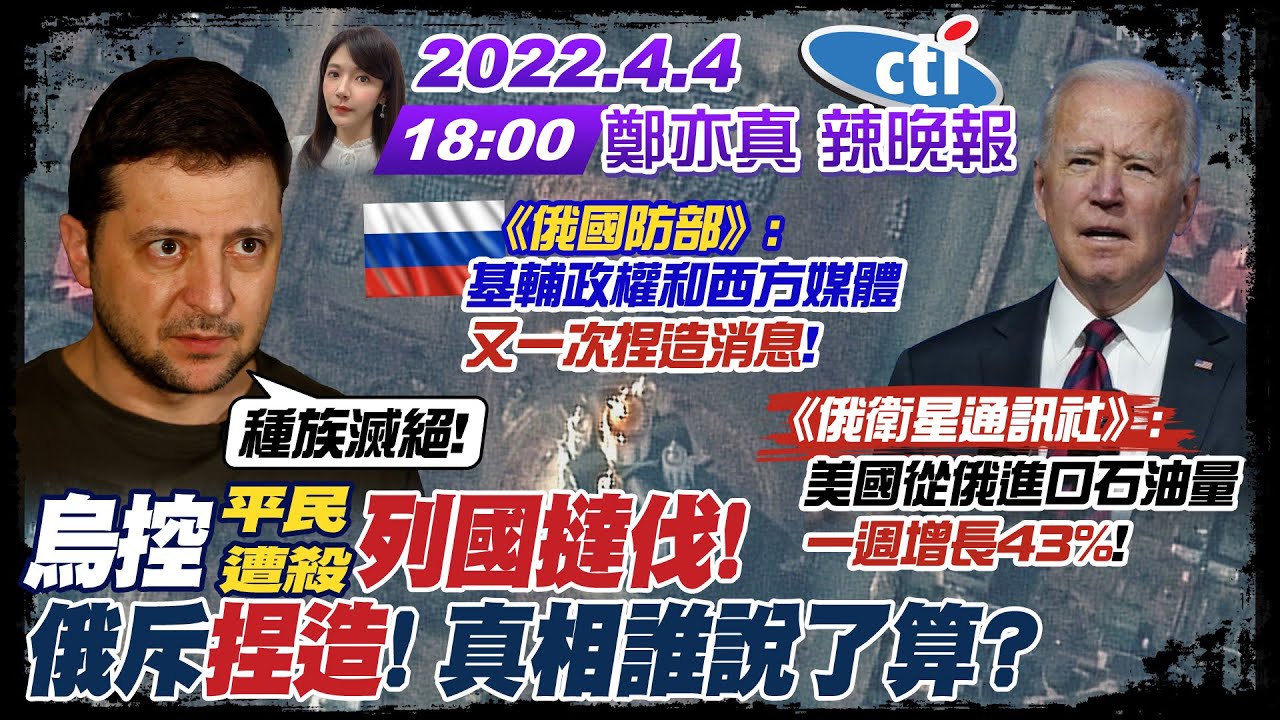 2022.4.4
cti
18:00 鄭亦真 辣晚報
《俄國防部》:
基輔政權和西方媒體
又一次捏造消息!
種族滅絕!
《俄衛星通訊社》:
美國從俄進口石油量
一週增長43%!
烏控平民遭殺列國撻伐!
俄斥捏造!真相誰說了算?